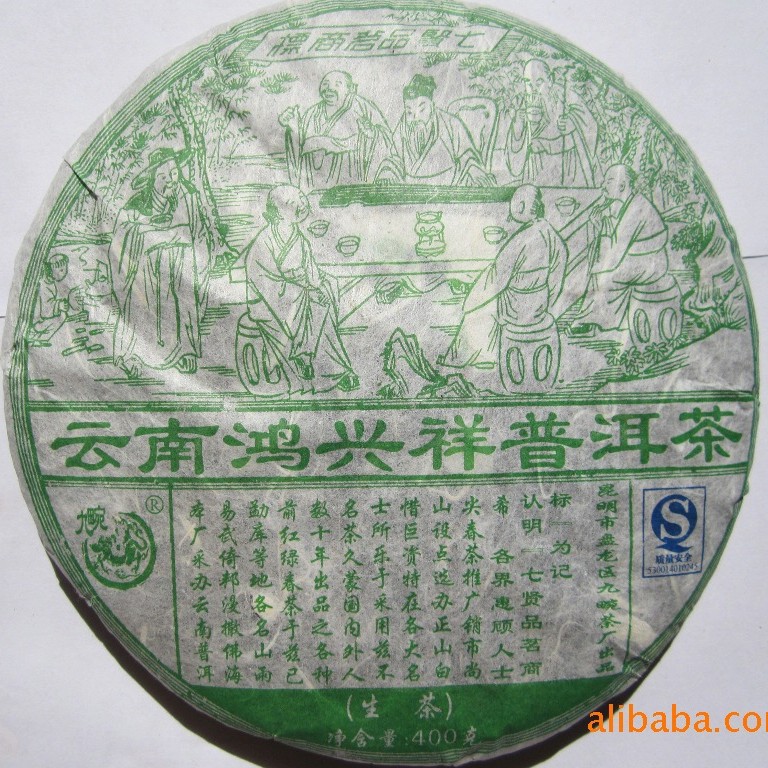 七賢品茗商標
云南鸿兴祥普洱茶
九畹®
本厂采办云南普洱
易武倚邦漫撒佛海
勐库等地各名山雨
前红绿春茶于兹已
数十年出品之各种
名茶久蒙国内外人
士所乐于采用兹不
惜巨资特在各大名
山设点选办正山白
尖春茶推广销市尚
希 各界惠顾人士
认明“七贤品茗商
标”为记
昆明市盘龙区九畹茶厂出品
质量安全
530014010245
(生 茶)
净含量:400克
alibaba.com